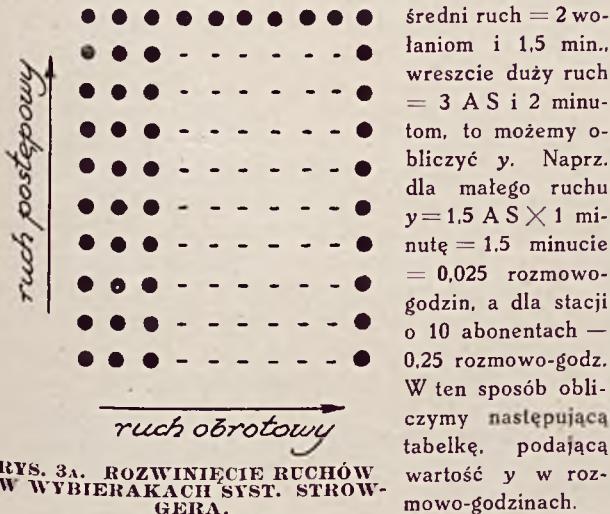 ruch postępowy
ruch obrotowy
RYS. 3A. ROZWINIĘCIE RUCHÓW
W WYBIERAKACH SYST. STROW-
GERA.
średni ruch = 2 wo-
łaniom i 1,5 min.,
wreszcie duży ruch
= 3 A S i 2 minu-
tom, to możemy o-
bliczyć y. Naprz.
dla małego ruchu
y = 1,5 A S × 1 mi-
nutę = 1,5 minucie
= 0,025 rozmowo-
godzin, a dla stacji
o 10 abonentach —
0,25 rozmowo-godz.
W ten sposób obli-
czymy następującą
tabelkę, podającą
wartość y w roz-
mowo-godzinach.